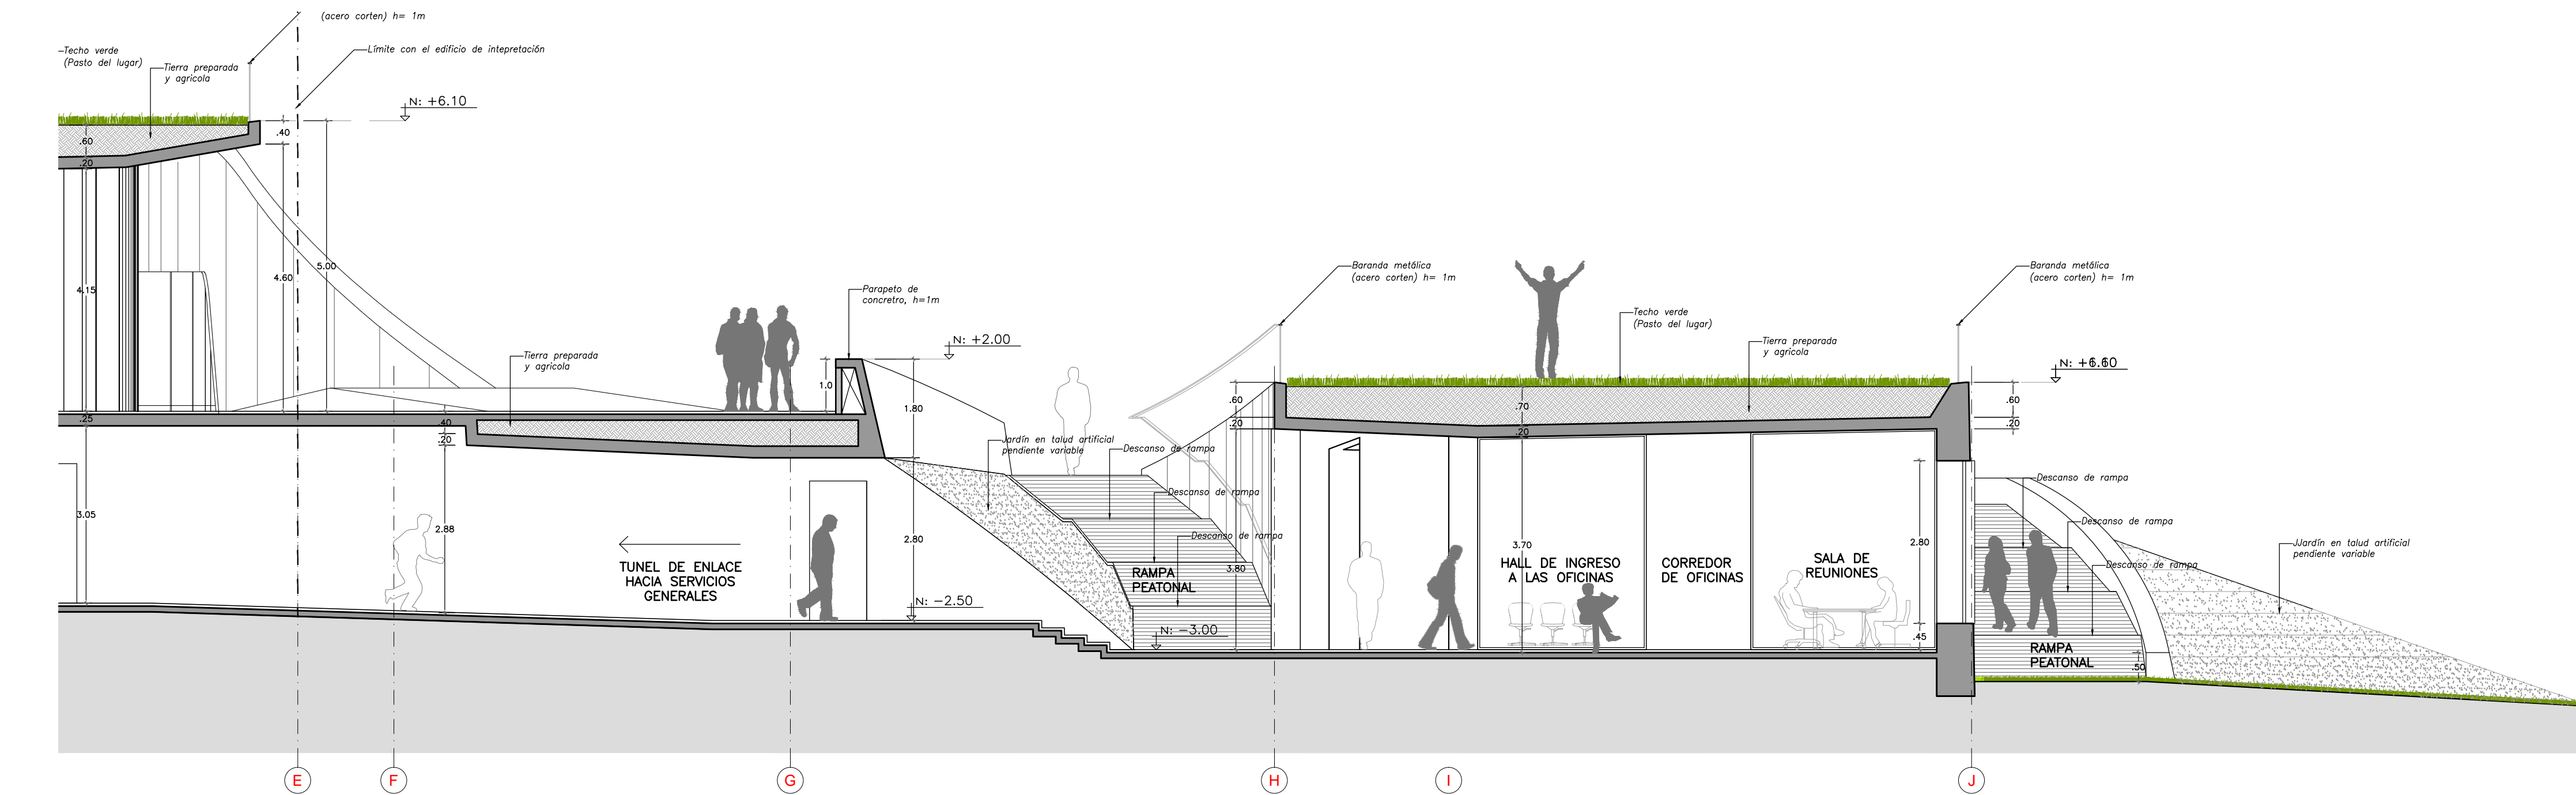 (acero corten) h= 1m
Techo verde
(Pasto del lugar)
Límite con el edificio de intepretación
Tierra preparada
y agricola
N: +6.10
.60
.20
.40
4.15
4.60
5.00
Parapeto de
concretro, h=1m
N: +2.00
Tierra preparada
y agricola
1.0
1.80
.25
.40
.20
3.05
2.88
2.80
TUNEL DE ENLACE
HACIA SERVICIOS
GENERALES
N: -2.50
Jardín en talud artificial
pendiente variable
Descanso de rampa
Descanso de rampa
Descanso de rampa
RAMPA
PEATONAL
N: -3.00
Baranda metálica
(acero corten) h= 1m
Techo verde
(Pasto del lugar)
Tierra preparada
y agricola
.60
.20
.70
.20
3.80
3.70
HALL DE INGRESO
A LAS OFICINAS
CORREDOR
DE OFICINAS
SALA DE
REUNIONES
Baranda metálica
(acero corten) h= 1m
.60
.20
2.80
.45
Descanso de rampa
Descanso de rampa
Descanso de rampa
JJardín en talud artificial
pendiente variable
RAMPA
PEATONAL
.50
E
F
G
H
I
J